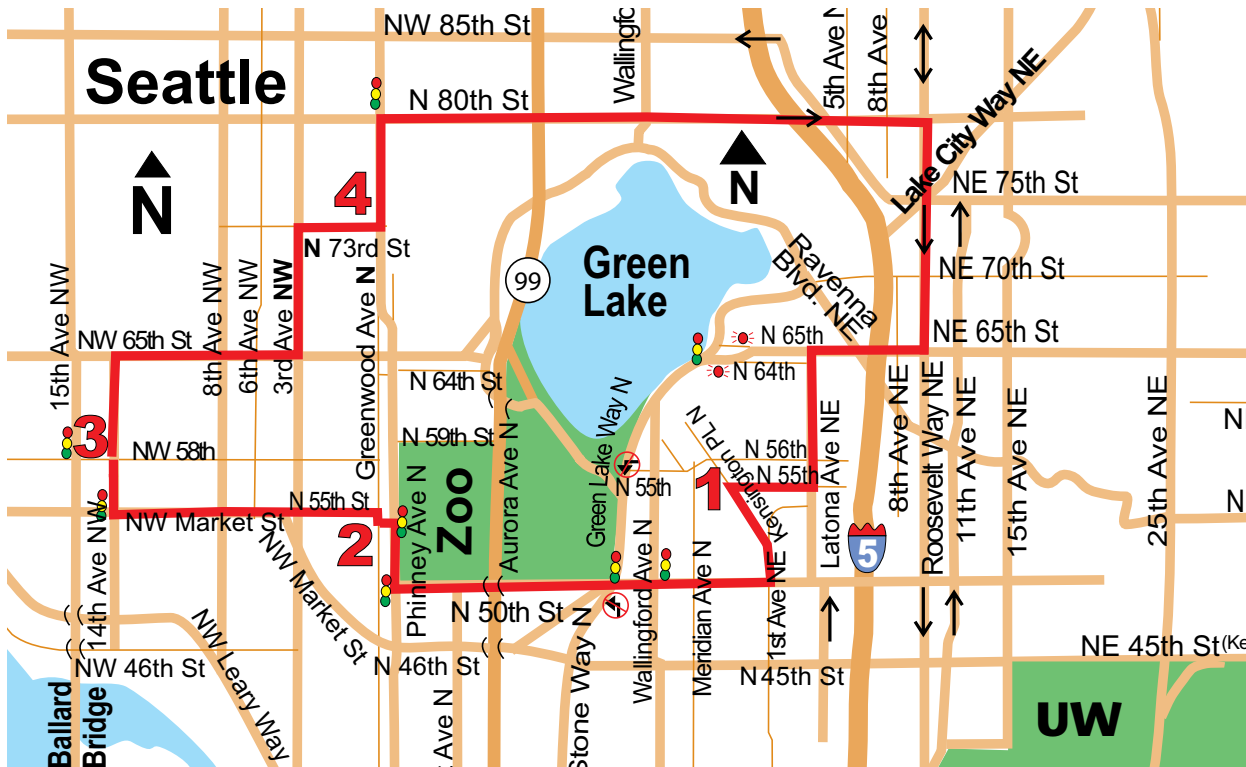 NW 85th St
Wallingf
5th Ave N
8th Ave
Lake City Way NE
Seattle
N 80th St
N
N
NE 75th St
4
N 73rd St
Green
Lake
Ravenna
Blvd. NE
NE 70th St
99
15th Ave NW
NW 65th St
8th Ave NW
6th Ave NW
3rd Ave NW
Greenwood Ave N
N 65th
NE 65th St
N 64th St
N 64th
3
NW 58th
N 59th St
Aurora Ave N
Green Lake Way N
Kensington PL N
N 56th
N 55th
N 55th
1
Latona Ave NE
8th Ave NE
Roosevelt Way NE
11th Ave NE
15th Ave NE
25th Ave NE
N
N
N 55th St
NW Market St
14th Ave NW
2
Phinney Ave N
Zoo
5
NW Market St
N 50th St
Wallingford Ave N
Meridian Ave N
1st Ave NE
NW Leary Way
NW 46th St
N 46th St
Stone Way N
N 45th St
NE 45th St (Ke
Ballard
Bridge
Ave N
UW